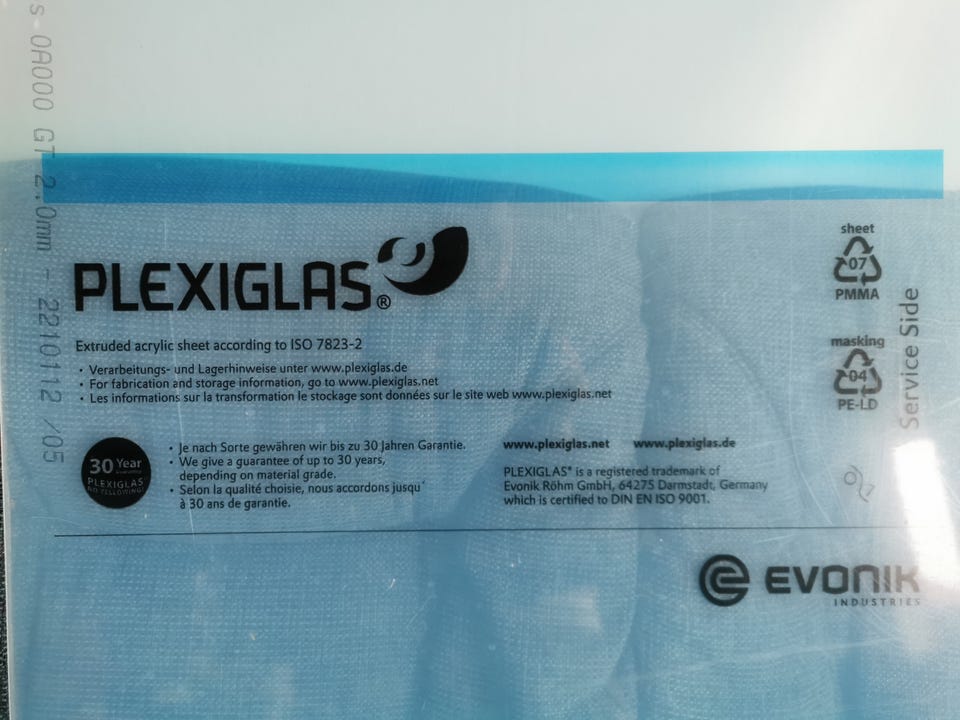 s 0A000 GT 2.0mm - 2210112 /05
PLEXIGLAS®
Extruded acrylic sheet according to ISO 7823-2
• Verarbeitungs- und Lagerhinweise unter www.plexiglas.de
• For fabrication and storage information, go to www.plexiglas.net
• Les informations sur la transformation le stockage sont données sur le site web www.plexiglas.net
30 Year
PLEXIGLAS
NO YELLOWING!
• Je nach Sorte gewähren wir bis zu 30 Jahren Garantie.
• We give a guarantee of up to 30 years,
depending on material grade.
• Selon la qualité choisie, nous accordons jusqu'
à 30 ans de garantie.
www.plexiglas.net www.plexiglas.de
PLEXIGLAS® is a registered trademark of
Evonik Röhm GmbH, 64275 Darmstadt, Germany
which is certified to DIN EN ISO 9001.
sheet
07
PMMA
masking
04
PE-LD
Service Side
EVONIK
INDUSTRIES